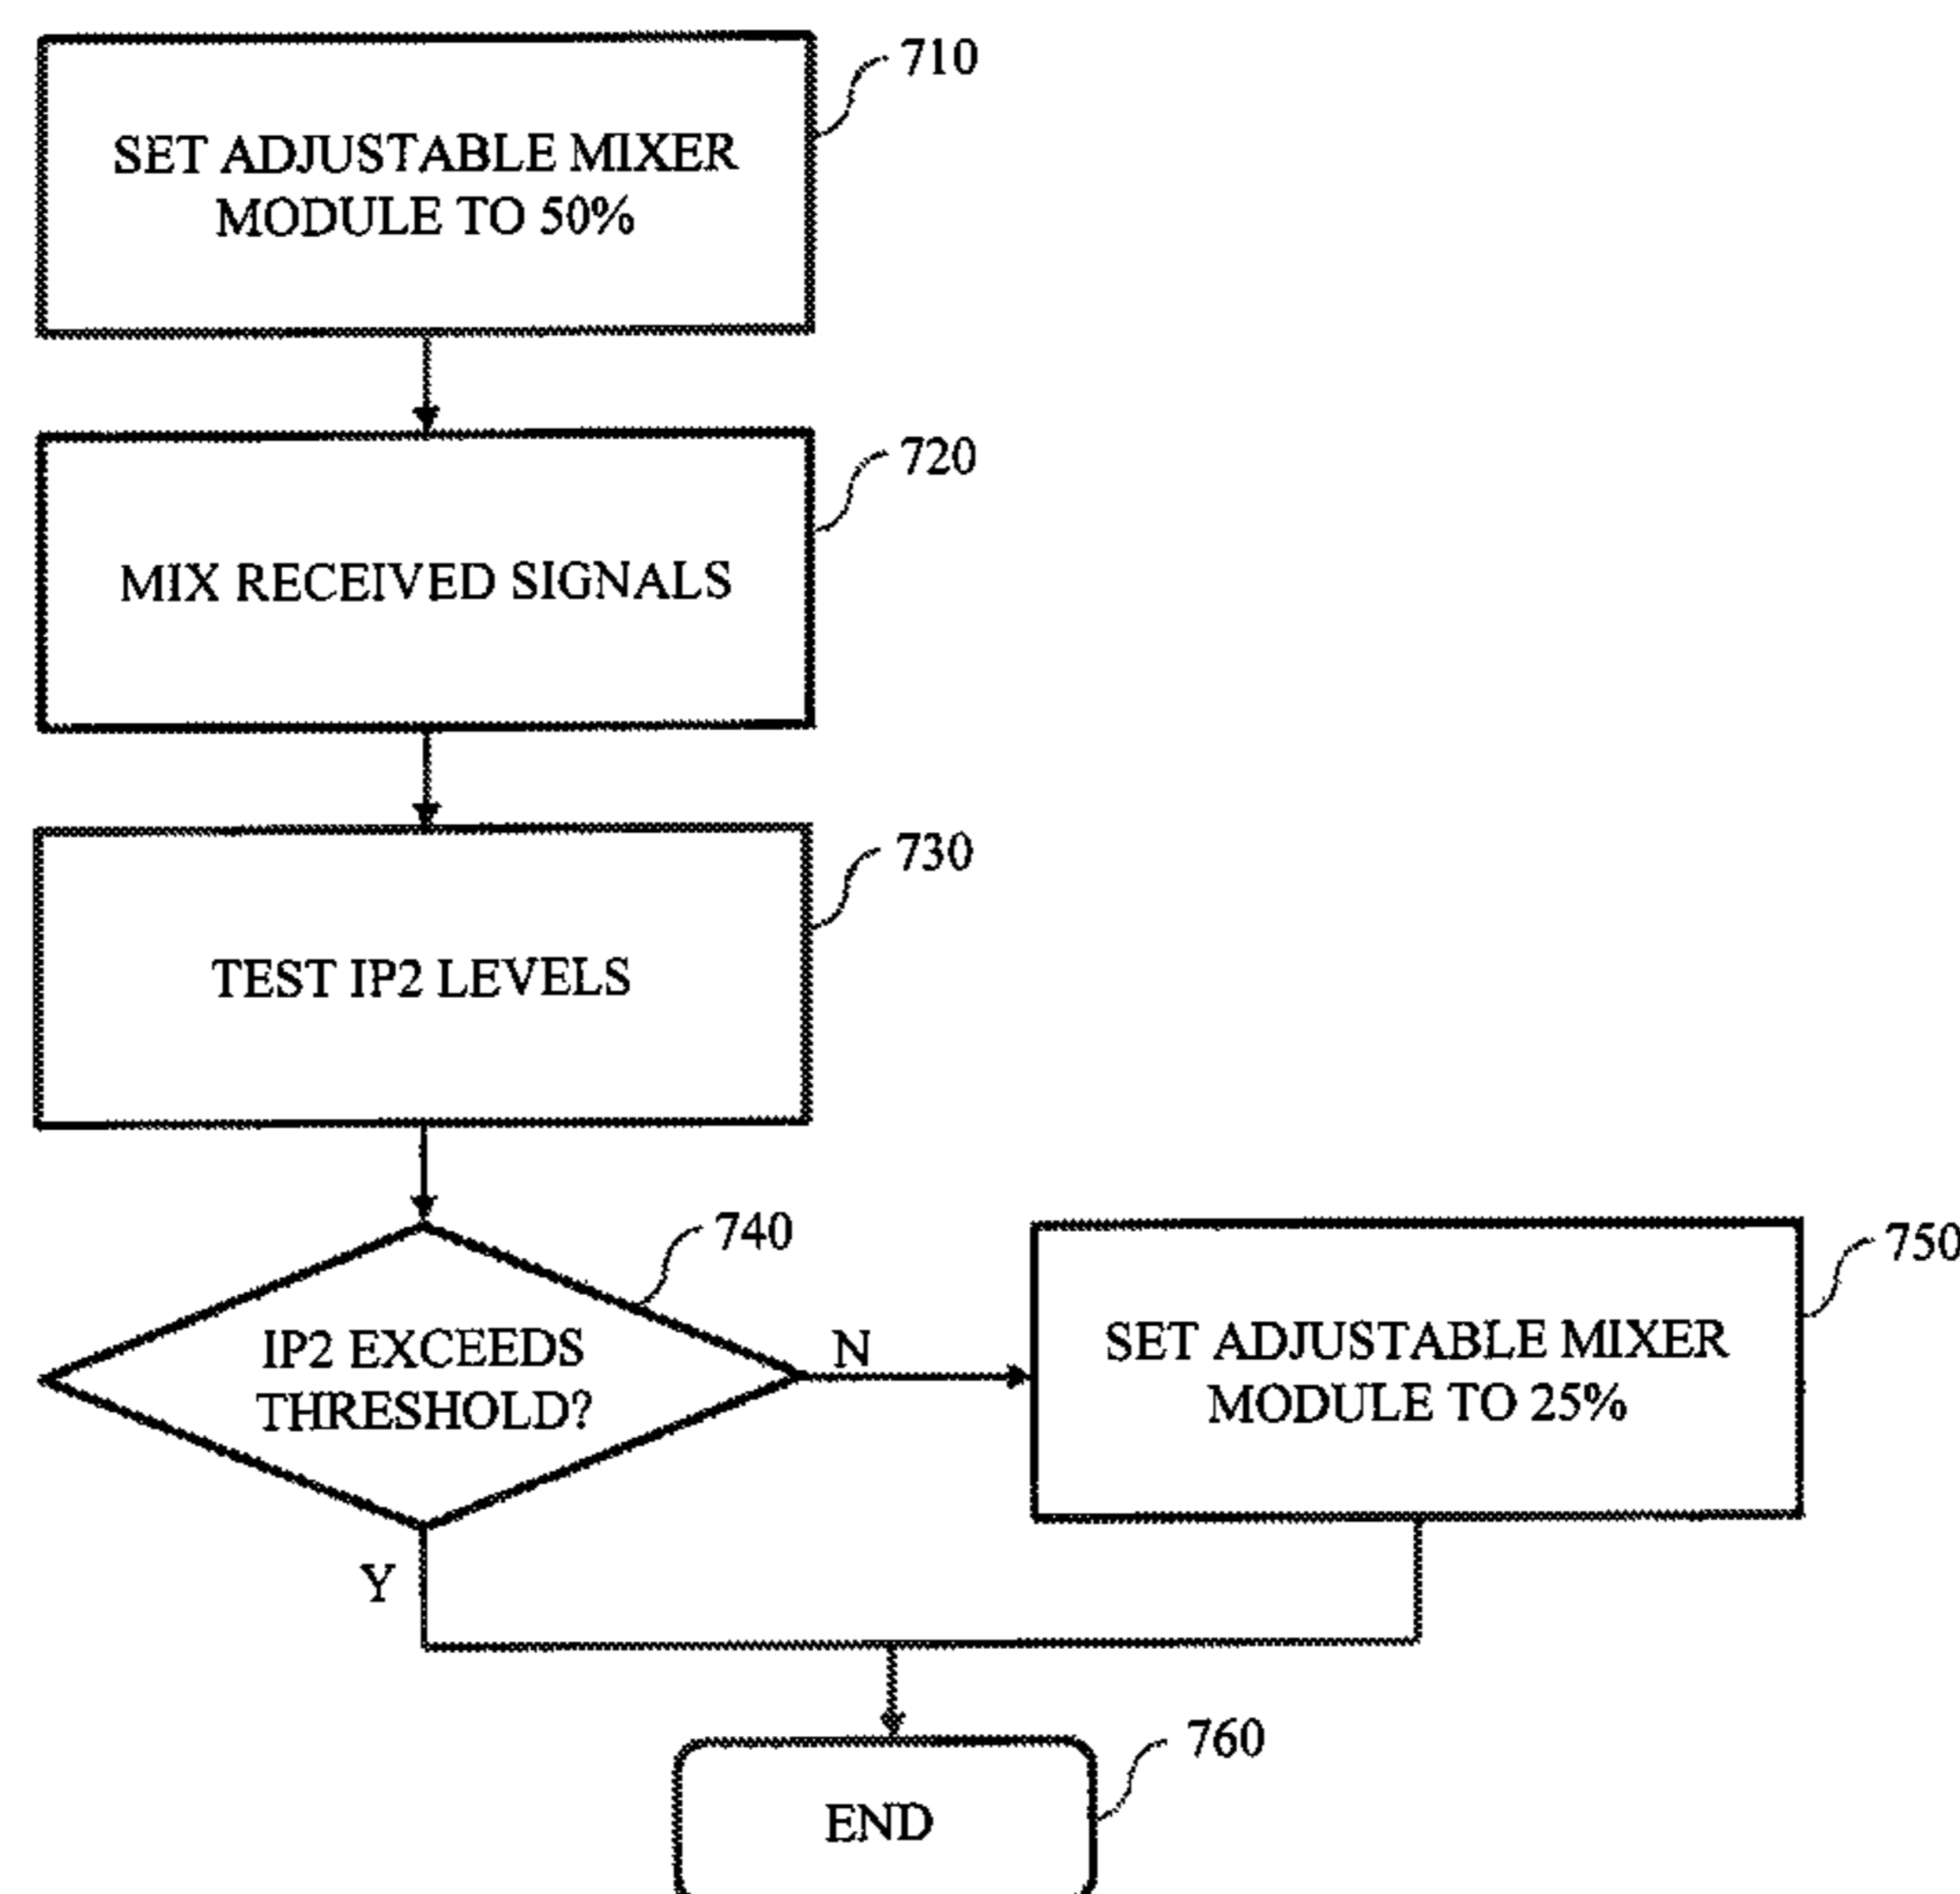 710
SET ADJUSTABLE MIXER
MODULE TO 50%
720
MIX RECEIVED SIGNALS
730
TEST IP2 LEVELS
740
IP2 EXCEEDS
THRESHOLD?
N
750
SET ADJUSTABLE MIXER
MODULE TO 25%
Y
760
END